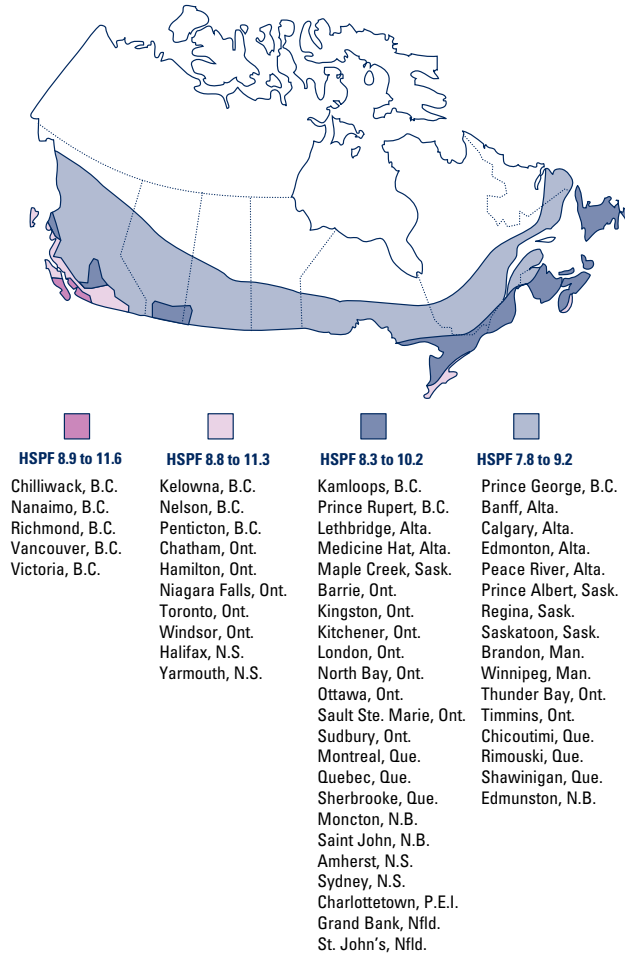 HSPF 8.9 to 11.6
Chilliwack, B.C.
Nanaimo, B.C.
Richmond, B.C.
Vancouver, B.C.
Victoria, B.C.
HSPF 8.8 to 11.3
Kelowna, B.C.
Nelson, B.C.
Penticton, B.C.
Chatham, Ont.
Hamilton, Ont.
Niagara Falls, Ont.
Toronto, Ont.
Windsor, Ont.
Halifax, N.S.
Yarmouth, N.S.
HSPF 8.3 to 10.2
Kamloops, B.C.
Prince Rupert, B.C.
Lethbridge, Alta.
Medicine Hat, Alta.
Maple Creek, Sask.
Barrie, Ont.
Kingston, Ont.
Kitchener, Ont.
London, Ont.
North Bay, Ont.
Ottawa, Ont.
Sault Ste. Marie, Ont.
Sudbury, Ont.
Montreal, Que.
Quebec, Que.
Sherbrooke, Que.
Moncton, N.B.
Saint John, N.B.
Amherst, N.S.
Sydney, N.S.
Charlottetown, P.E.I.
Grand Bank, Nfld.
St. John's, Nfld.
HSPF 7.8 to 9.2
Prince George, B.C.
Banff, Alta.
Calgary, Alta.
Edmonton, Alta.
Peace River, Alta.
Prince Albert, Sask.
Regina, Sask.
Saskatoon, Sask.
Brandon, Man.
Winnipeg, Man.
Thunder Bay, Ont.
Timmins, Ont.
Chicoutimi, Que.
Rimouski, Que.
Shawinigan, Que.
Edmunston, N.B.